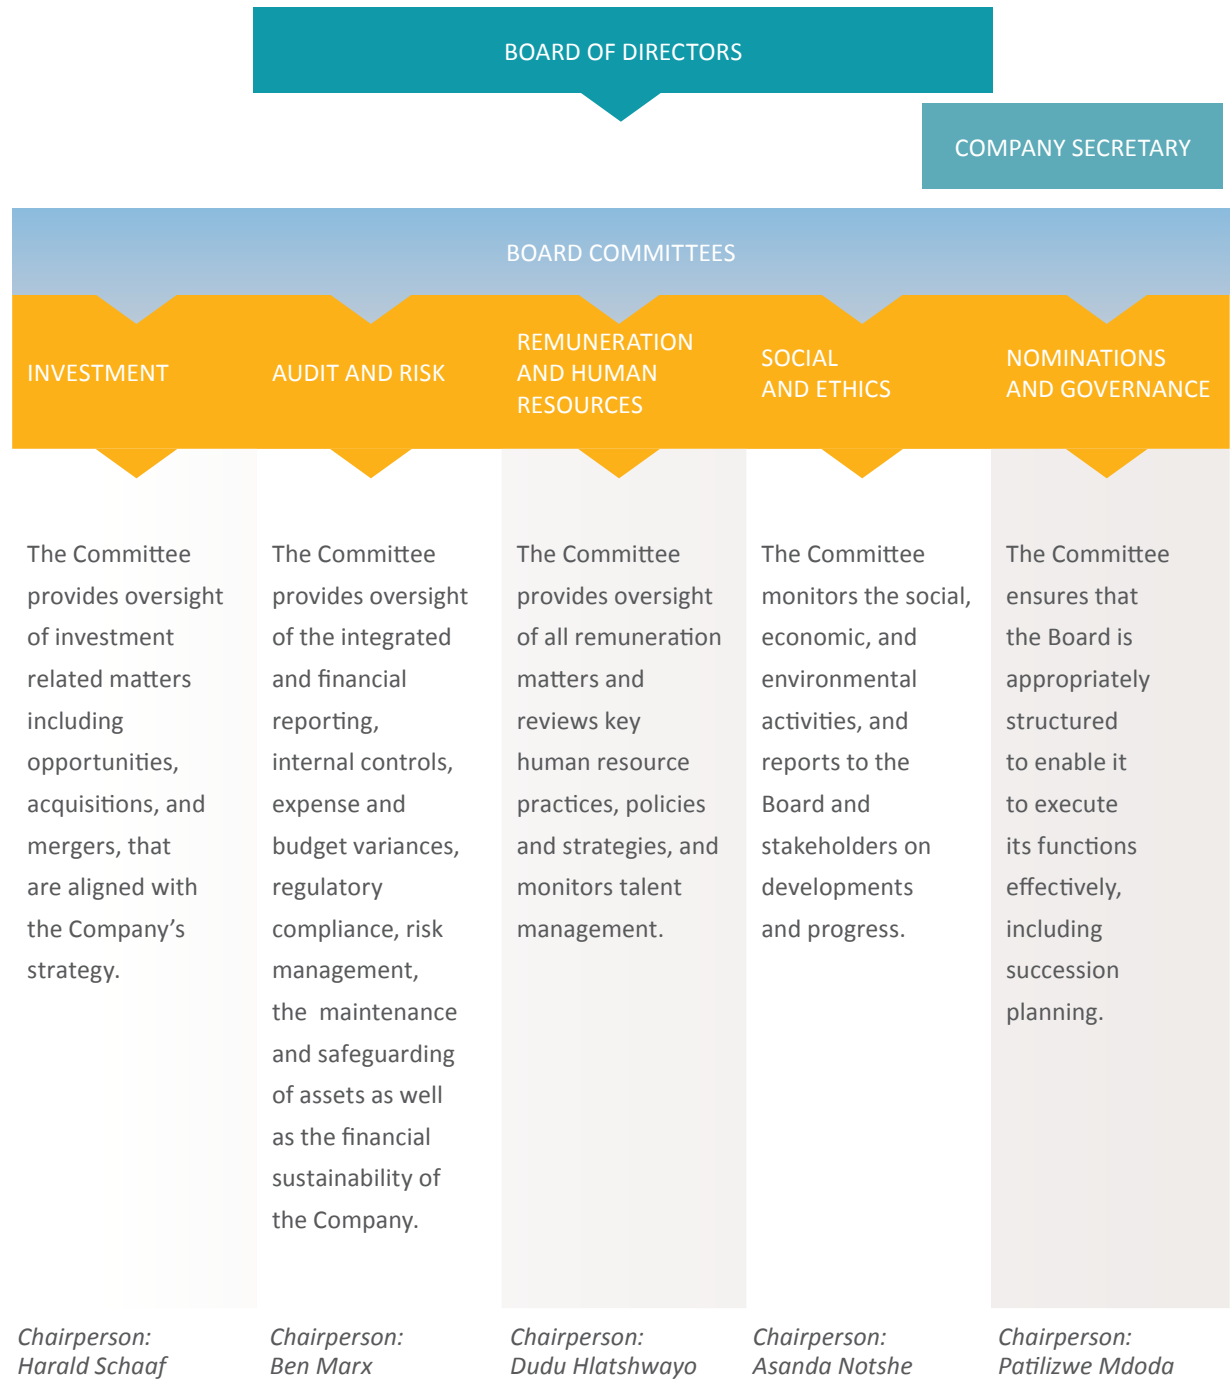 BOARD OF DIRECTORS
COMPANY SECRETARY
BOARD COMMITTEES
INVESTMENT
AUDIT AND RISK
REMUNERATION
AND HUMAN
RESOURCES
SOCIAL
AND ETHICS
NOMINATIONS
AND GOVERNANCE
The Committee
provides oversight
of investment
related matters
including
opportunities,
acquisitions, and
mergers, that
are aligned with
the Company’s
strategy.
The Committee
provides oversight
of the integrated
and financial
reporting,
internal controls,
expense and
budget variances,
regulatory
compliance, risk
management,
the maintenance
and safeguarding
of assets as well
as the financial
sustainability of
the Company.
The Committee
provides oversight
of all remuneration
matters and
reviews key
human resource
practices, policies
and strategies, and
monitors talent
management.
The Committee
monitors the social,
economic, and
environmental
activities, and
reports to the
Board and
stakeholders on
developments
and progress.
The Committee
ensures that
the Board is
appropriately
structured
to enable it
to execute
its functions
effectively,
including
succession
planning.
Chairperson:
Harald Schaaf
Chairperson:
Ben Marx
Chairperson:
Dudu Hlatshwayo
Chairperson:
Asanda Notshe
Chairperson:
Patilizwe Mdoda